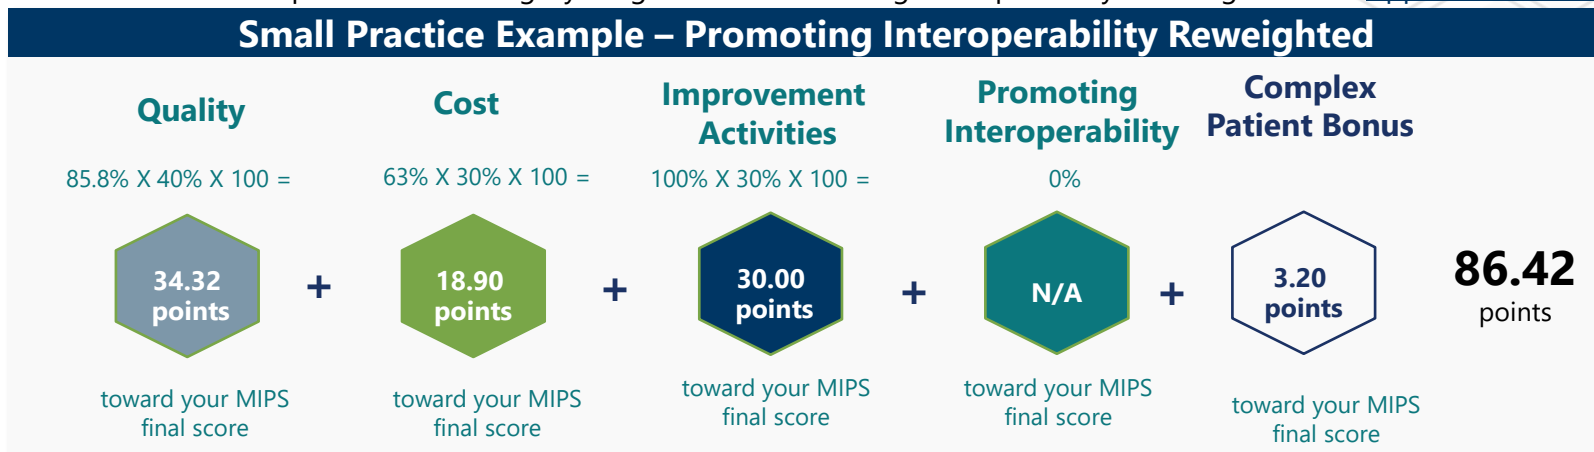 Small Practice Example – Promoting Interoperability Reweighted
Quality
85.8% X 40% X 100 =
34.32
points
toward your MIPS
final score
+
Cost
63% X 30% X 100 =
18.90
points
toward your MIPS
final score
+
Improvement
Activities
100% X 30% X 100 =
30.00
points
toward your MIPS
final score
+
Promoting
Interoperability
0%
N/A
toward your MIPS
final score
+
Complex
Patient Bonus
3.20
points
toward your MIPS
final score
86.42
points